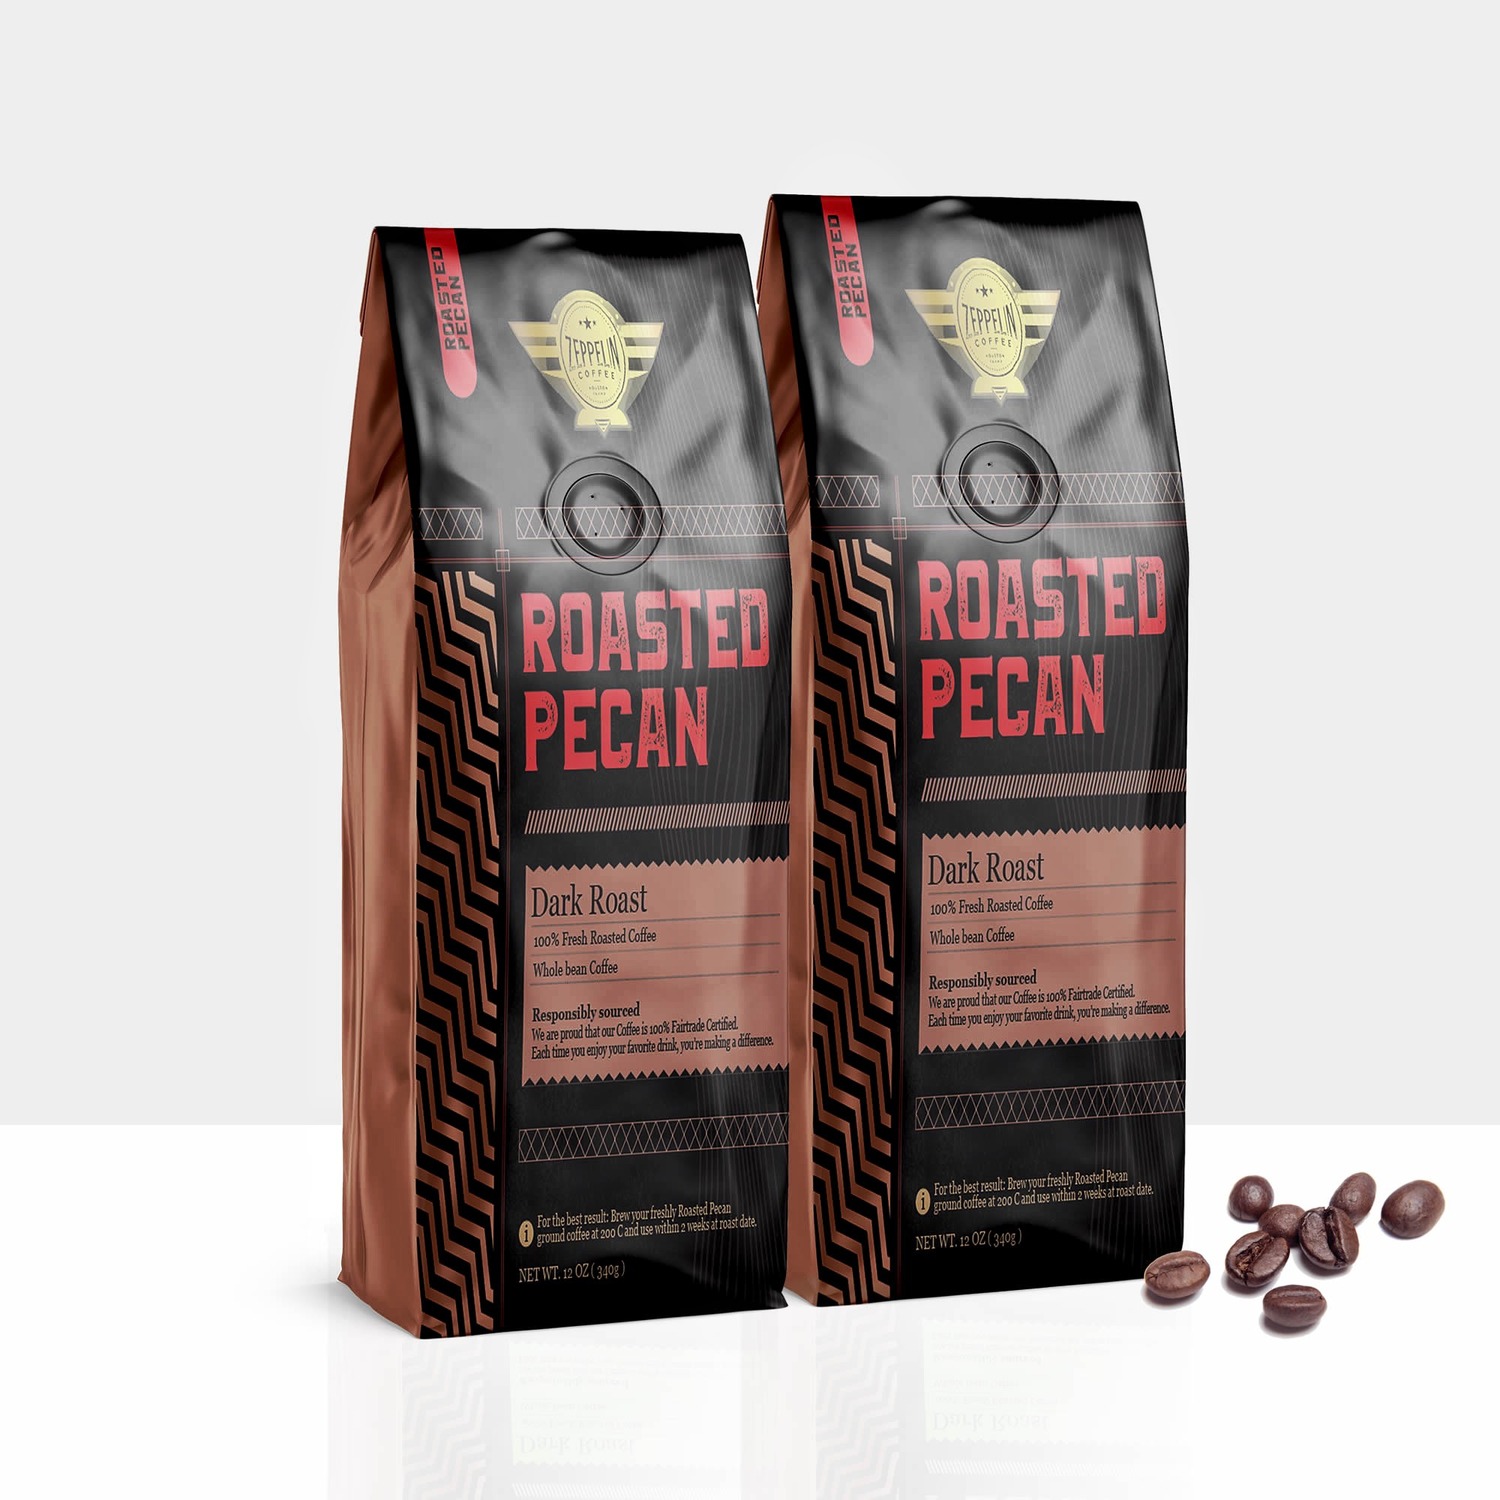 ROASTED
PECAN
ZEPPELIN
COFFEE
HOUSTON
TEXAS
ROASTED
PECAN
Dark Roast
100% Fresh Roasted Coffee
Whole bean Coffee
Responsibly sourced
We are proud that our Coffee is 100% Fairtrade Certified.
Each time you enjoy your favorite drink, you're making a difference.
i
For the best result: Brew your freshly Roasted Pecan
ground coffee at 200 C and use within 2 weeks at roast date.
NET WT. 12 OZ ( 340g )
ROASTED
PECAN
ZEPPELIN
COFFEE
HOUSTON
TEXAS
ROASTED
PECAN
Dark Roast
100% Fresh Roasted Coffee
Whole bean Coffee
Responsibly sourced
We are proud that our Coffee is 100% Fairtrade Certified.
Each time you enjoy your favorite drink, you're making a difference.
i
For the best result: Brew your freshly Roasted Pecan
ground coffee at 200 C and use within 2 weeks at roast date.
NET WT. 12 OZ ( 340g )